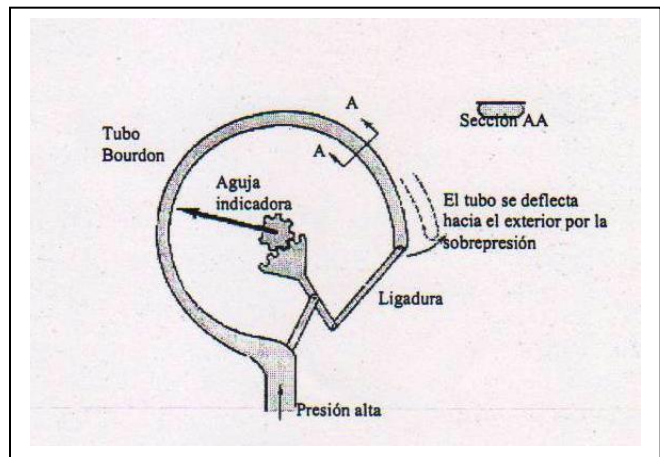 A
Sección AA
Tubo
Bourdon
A
Aguja
indicadora
El tubo se deflecta
hacia el exterior por la
sobrepresión
Ligadura
Presión alta